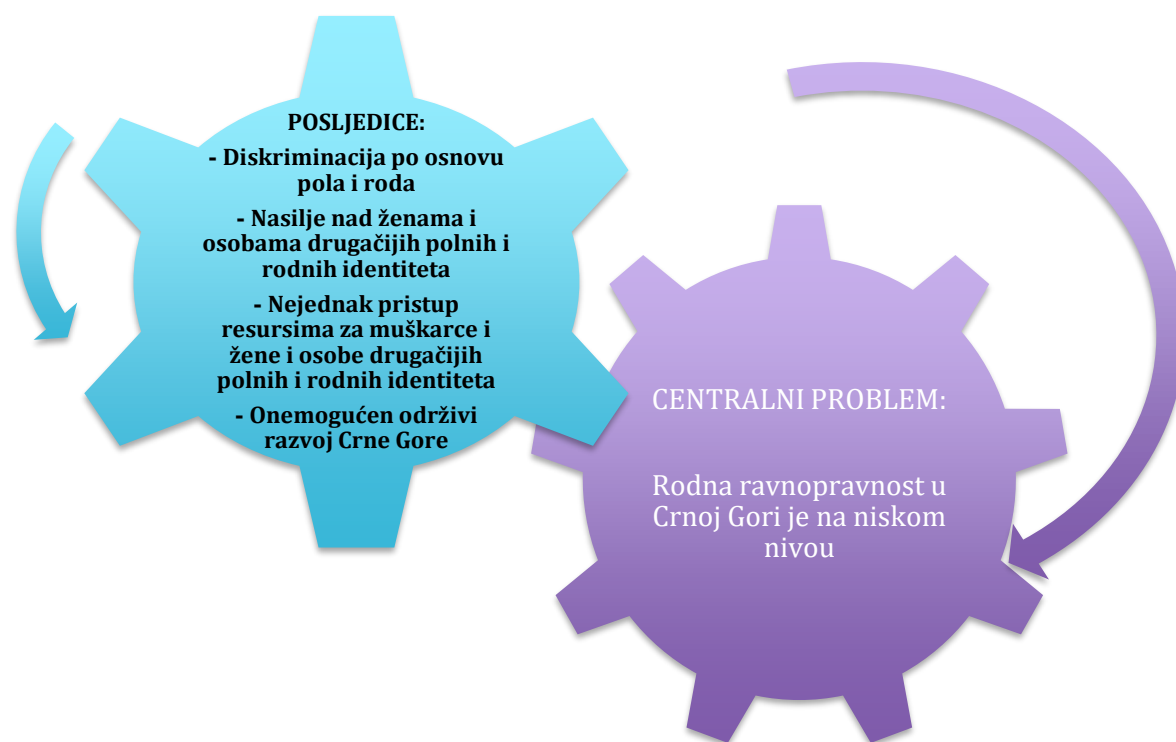 POSLJEDICE:
- Diskriminacija po osnovu
pola i roda
- Nasilje nad ženama i
osobama drugačijih polnih i
rodnih identiteta
- Nejednak pristup
resursima za muškarce i
žene i osobe drugačijih
polnih i rodnih identiteta
- Onemogućen održivi
razvoj Crne Gore
CENTRALNI PROBLEM:
Rodna ravnopravnost u
Crnoj Gori je na niskom
nivou